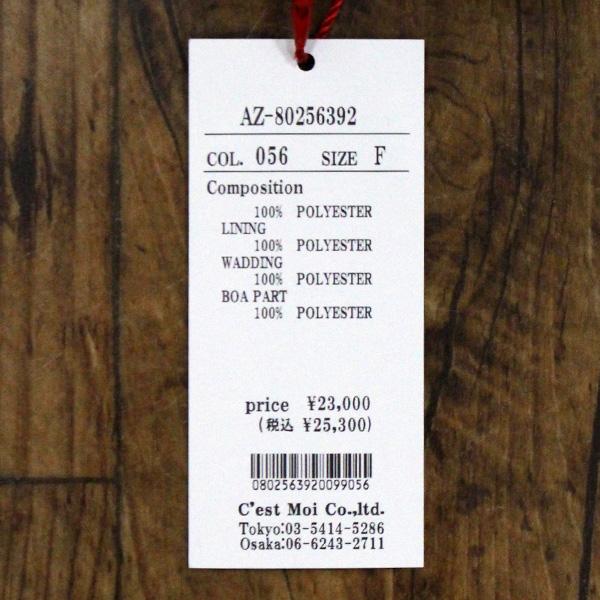 AZ-80256392
COL. 056 SIZE F
Composition
100% POLYESTER
LINING
100% POLYESTER
WADDING
100% POLYESTER
BOA PART
100% POLYESTER
price ¥23,000
(税込 ¥25,300)
0802563920099056
C'est Moi Co.,ltd.
Tokyo:03-5414-5286
Osaka:06-6243-2711